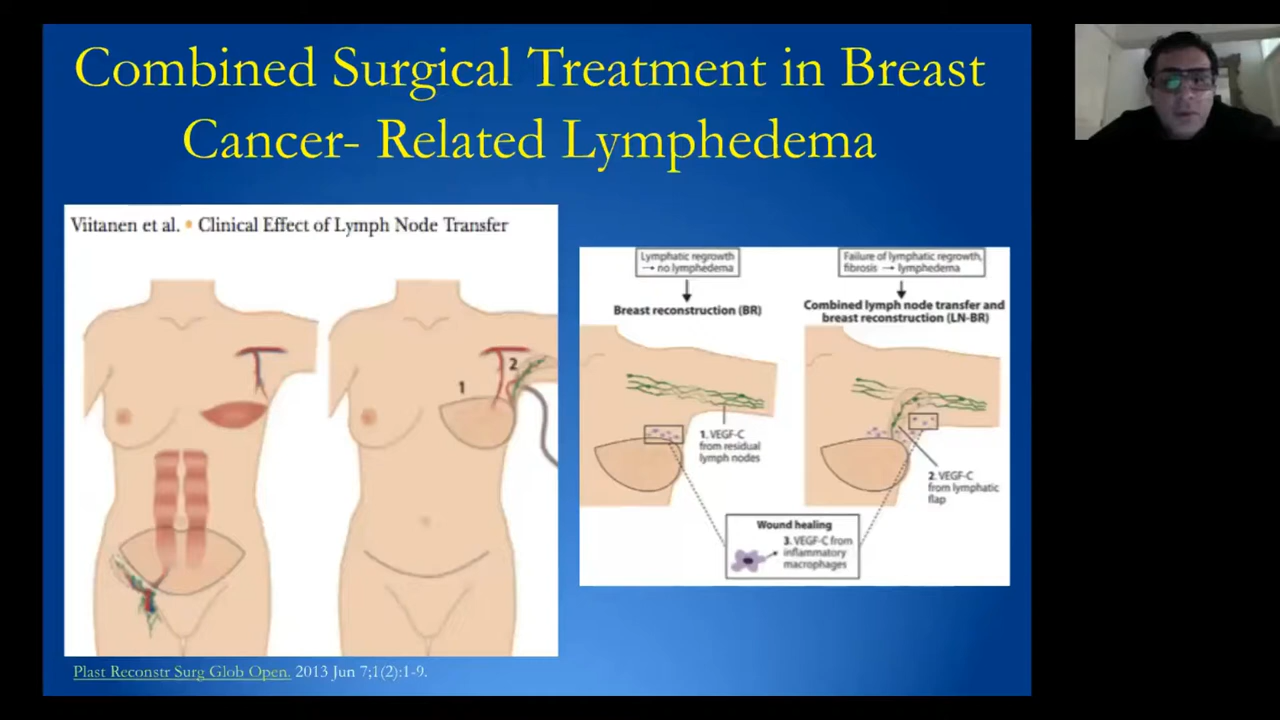 Combined Surgical Treatment in Breast
Cancer- Related Lymphedema
Viitanen et al. • Clinical Effect of Lymph Node Transfer
1
2
Lymphatic regrowth
→ no lymphedema
Breast reconstruction (BR)
1. VEGF-C
from residual
lymph nodes
Failure of lymphatic regrowth,
fibrosis → lymphedema
Combined lymph node transfer and
breast reconstruction (LN-BR)
2. VEGF-C
from lymphatic
flap
Wound healing
3. VEGF-C from
inflammatory
macrophages
Plast Reconstr Surg Glob Open. 2013 Jun 7;1(2):1-9.